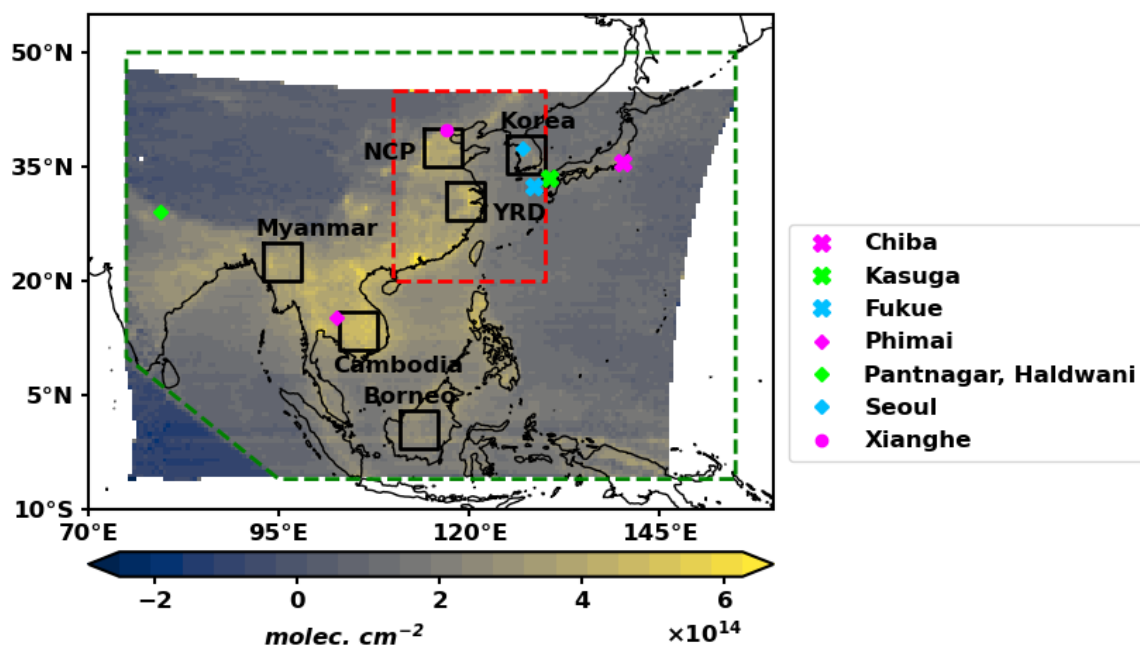 50°N
35°N
20°N
5°N
10°S
70°E 95°E 120°E 145°E
NCP
Korea
YRD
Myanmar
Cambodia
Borneo
−2 0 2 4 6
molec. cm⁻²
×10¹⁴
Chiba
Kasuga
Fukue
Phimai
Pantnagar, Haldwani
Seoul
Xianghe